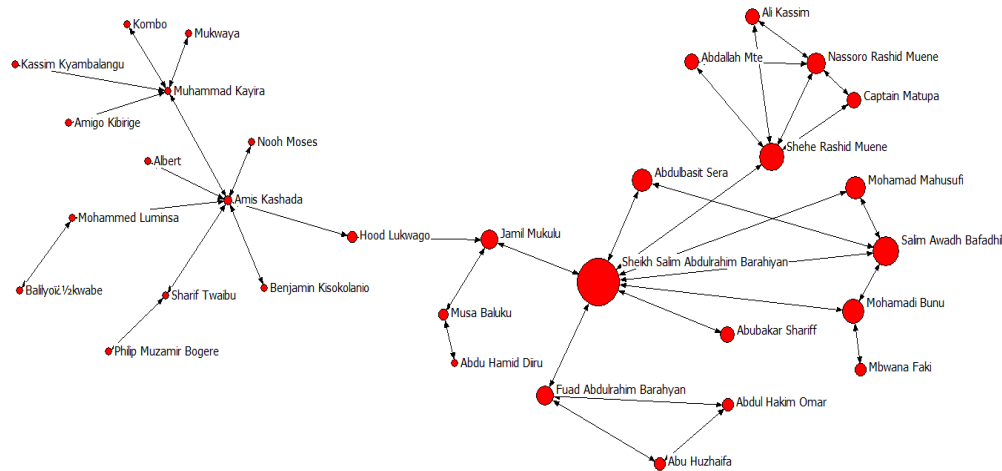 Ali Kassim
Kombo
Mukwaya
Nassoro Rashid Muene
Abdallah Mte
Kassim Kyambalangu
Muhammad Kayira
Captain Matupa
Amigo Kibirige
Nooh Moses
Shehe Rashid Muene
Albert
Abdulbasit Sera
Mohamad Mahusufi
Amis Kashada
Mohammed Luminsa
Hood Lukwago
Jamil Mukulu
Salim Awadh Bafadhi
Sheikh Salim Abdulrahim Barahiyan
Baliyoï¿½kwabe
Sharif Twaibu
Benjamin Kisokolanio
Mohamadi Bunu
Musa Baluku
Abubakar Shariff
Philip Muzamir Bogere
Abdu Hamid Diiru
Mbwana Faki
Fuad Abdulrahim Barahyan
Abdul Hakim Omar
Abu Huzhaifa